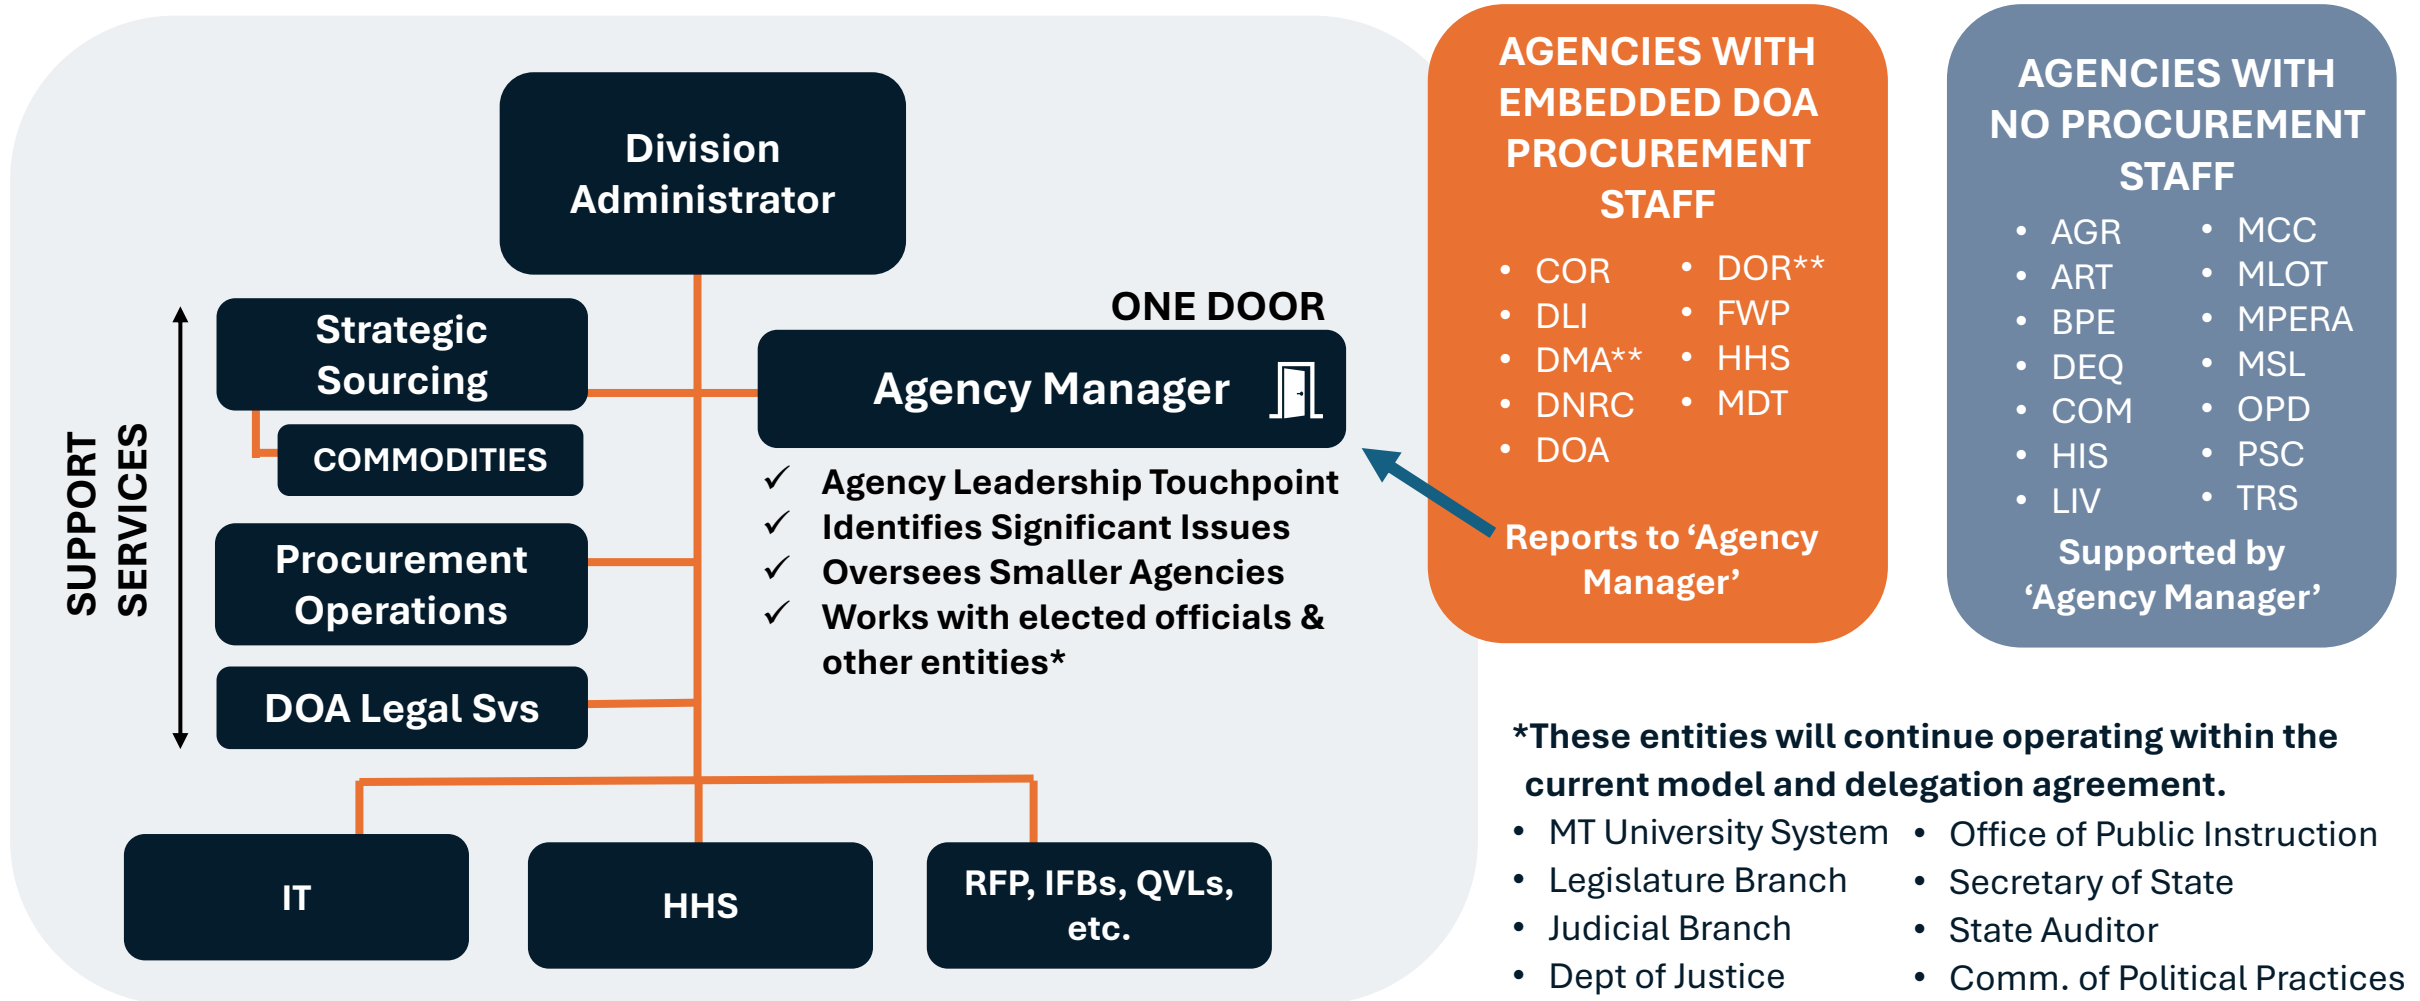 Division
Administrator
SUPPORT
SERVICES
Strategic
Sourcing
COMMODITIES
Procurement
Operations
DOA Legal Svs
ONE DOOR
Agency Manager
✓ Agency Leadership Touchpoint
✓ Identifies Significant Issues
✓ Oversees Smaller Agencies
✓ Works with elected officials &
other entities*
IT
HHS
RFP, IFBs, QVLs,
etc.
AGENCIES WITH
EMBEDDED DOA
PROCUREMENT
STAFF
• COR
• DLI
• DMA**
• DNRC
• DOA
• DOR**
• FWP
• HHS
• MDT
Reports to ‘Agency
Manager’
AGENCIES WITH
NO PROCUREMENT
STAFF
• AGR
• ART
• BPE
• DEQ
• COM
• HIS
• LIV
• MCC
• MLOT
• MPERA
• MSL
• OPD
• PSC
• TRS
Supported by
‘Agency Manager’
*These entities will continue operating within the
current model and delegation agreement.
• MT University System
• Legislature Branch
• Judicial Branch
• Dept of Justice
• Office of Public Instruction
• Secretary of State
• State Auditor
• Comm. of Political Practices